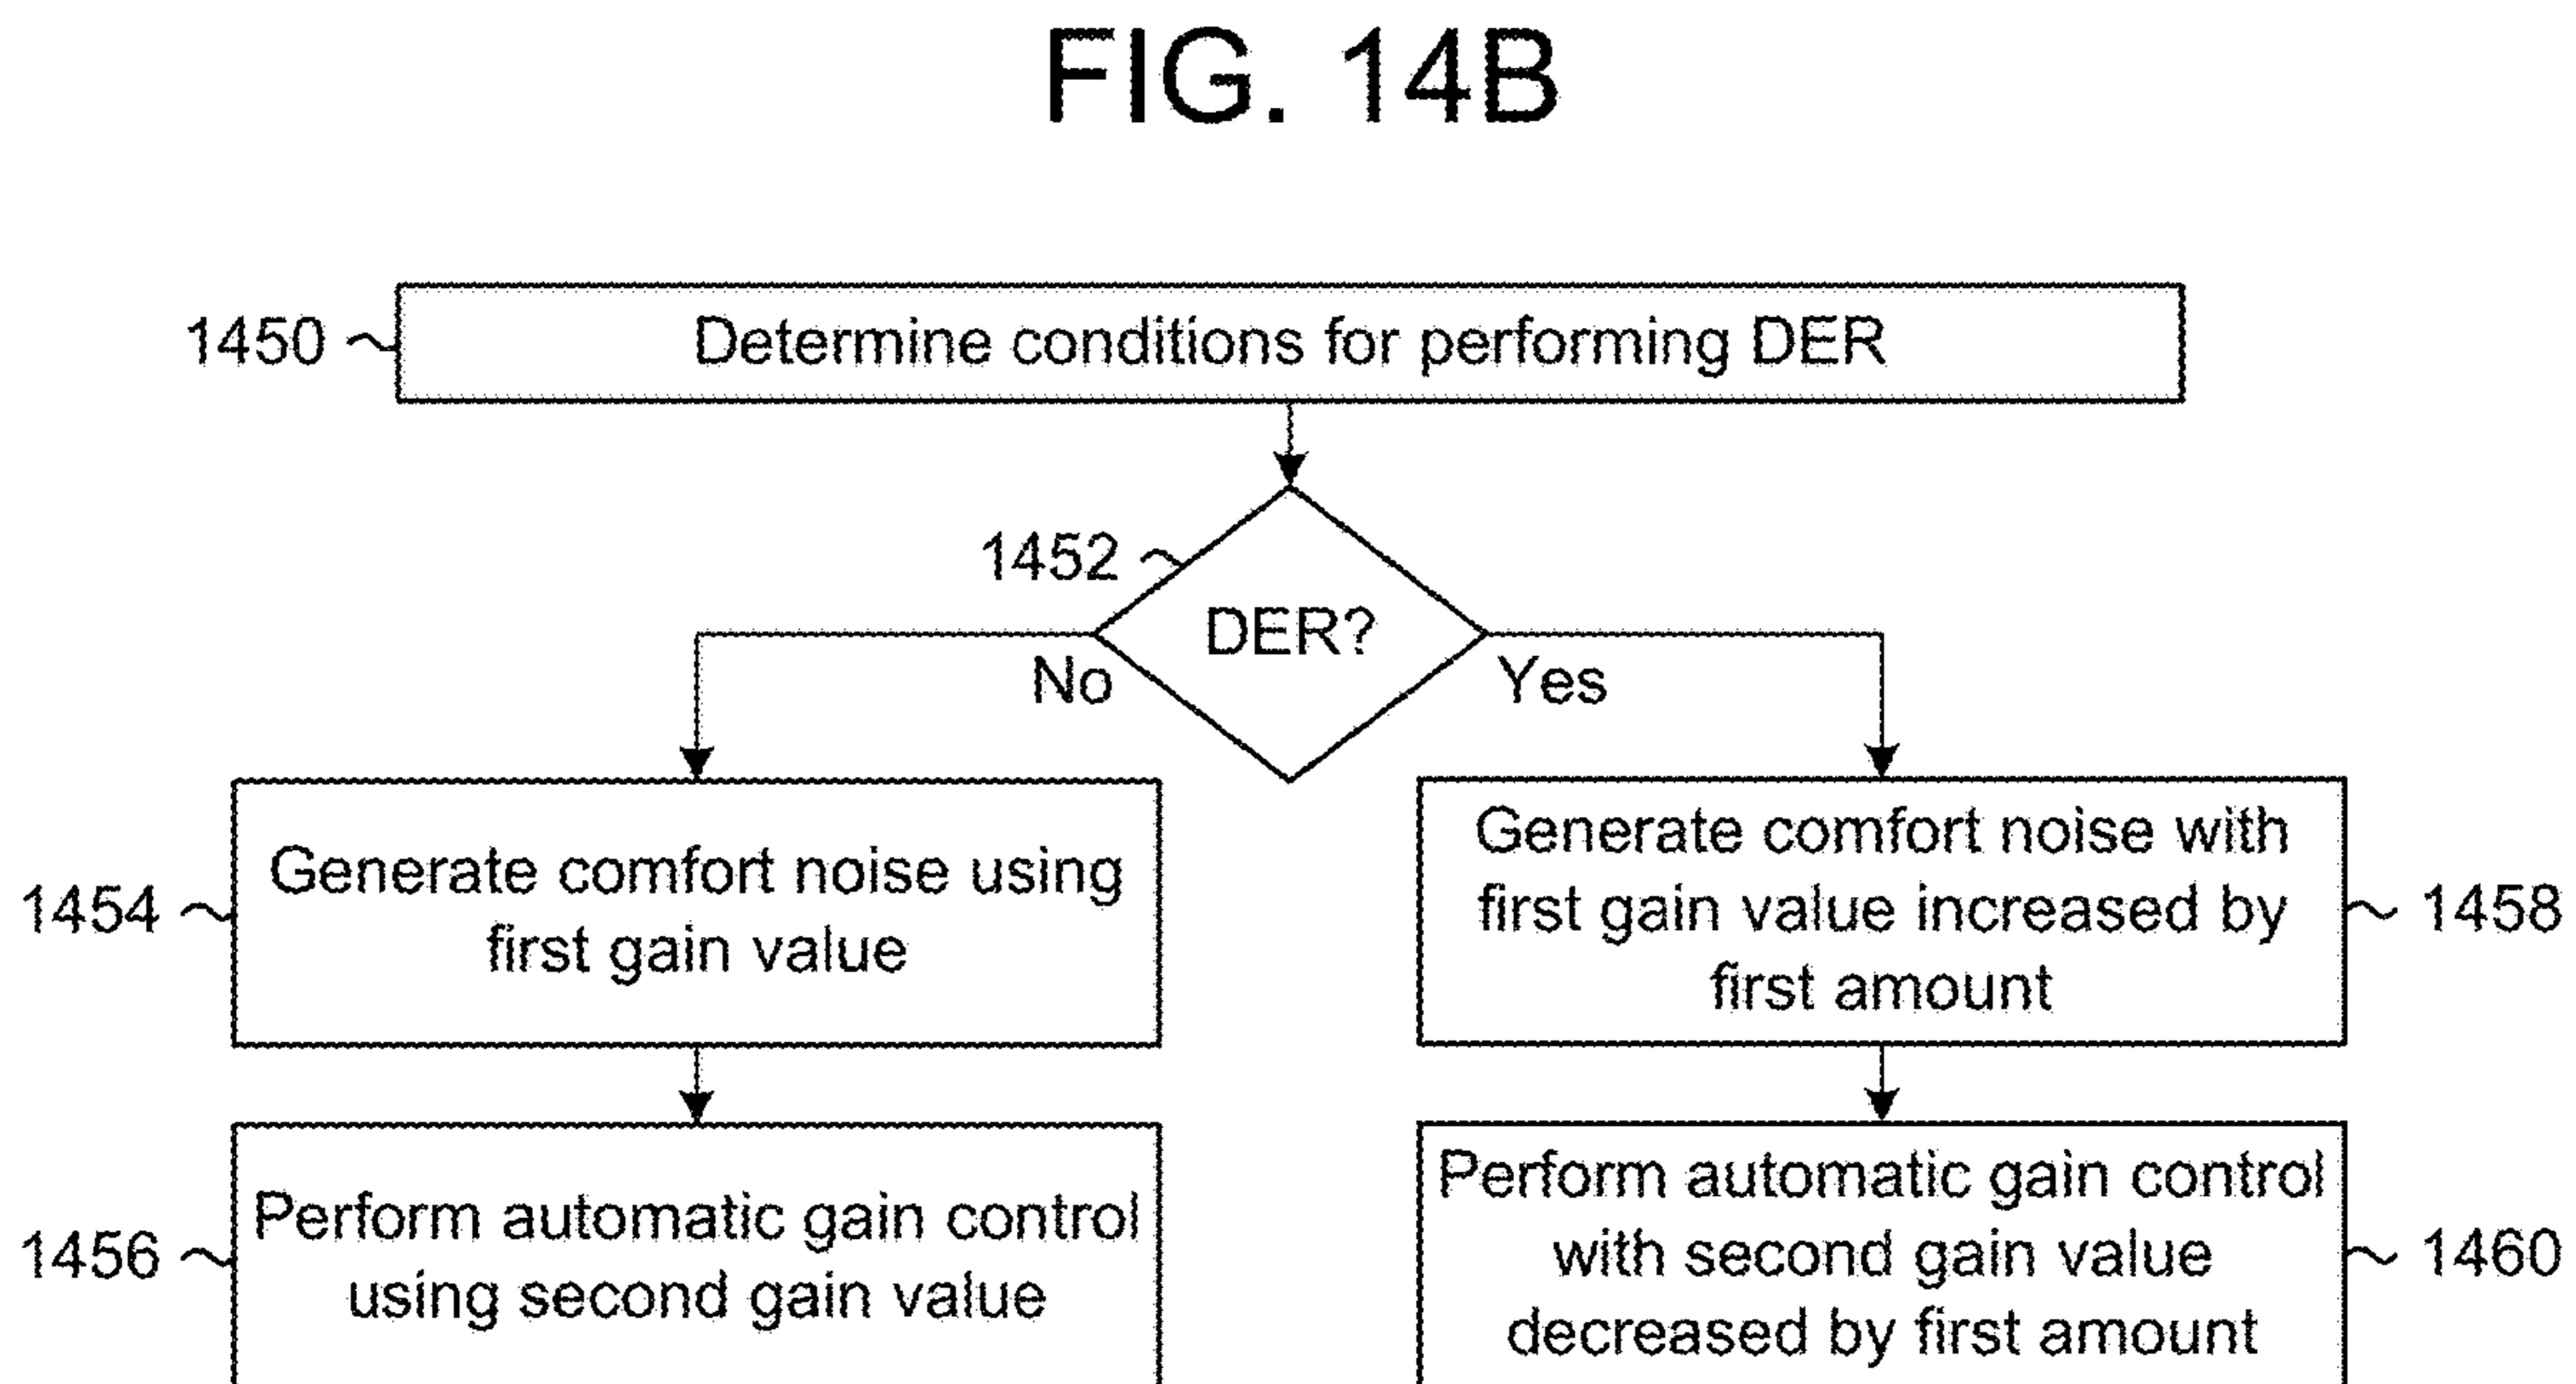 FIG. 14B
1450
Determine conditions for performing DER
1452
DER?
No
Yes
1454
Generate comfort noise using
first gain value
Generate comfort noise with
first gain value increased by
first amount
1458
1456
Perform automatic gain control
using second gain value
Perform automatic gain control
with second gain value
decreased by first amount
1460